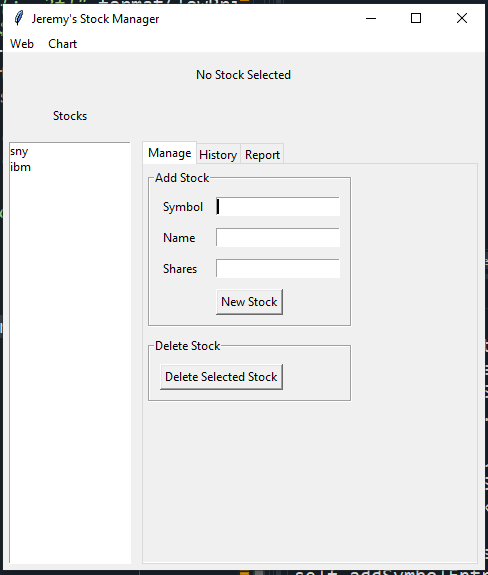 Jeremy's Stock Manager
Web Chart
No Stock Selected
Stocks
sny
ibm
Manage History Report
Add Stock
Symbol
Name
Shares
New Stock
Delete Stock
Delete Selected Stock